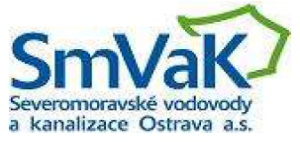 SmVaK
Severomoravské vodovody
a kanalizace Ostrava a.s.